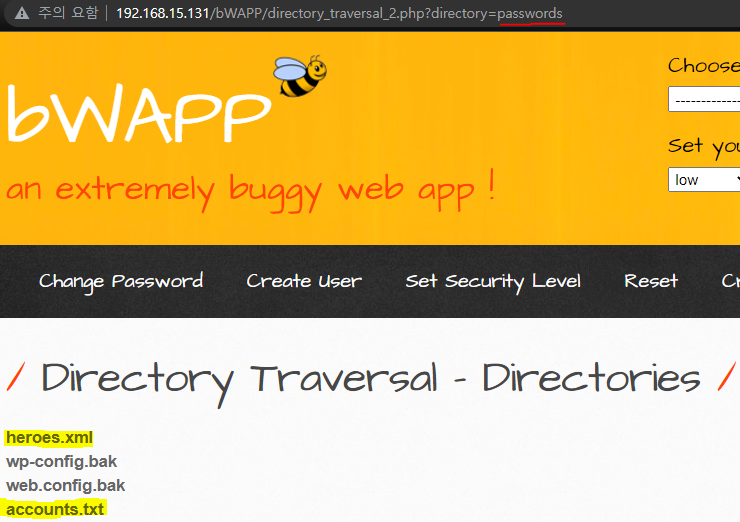 주의 요함 | 192.168.15.131/bWAPP/directory_traversal_2.php?directory=passwords
bWAPP
an extremely buggy web app !
Choose
--------------
Set you
low
Change Password Create User Set Security Level Reset Cr
/ Directory Traversal - Directories /
heroes.xml
wp-config.bak
web.config.bak
accounts.txt